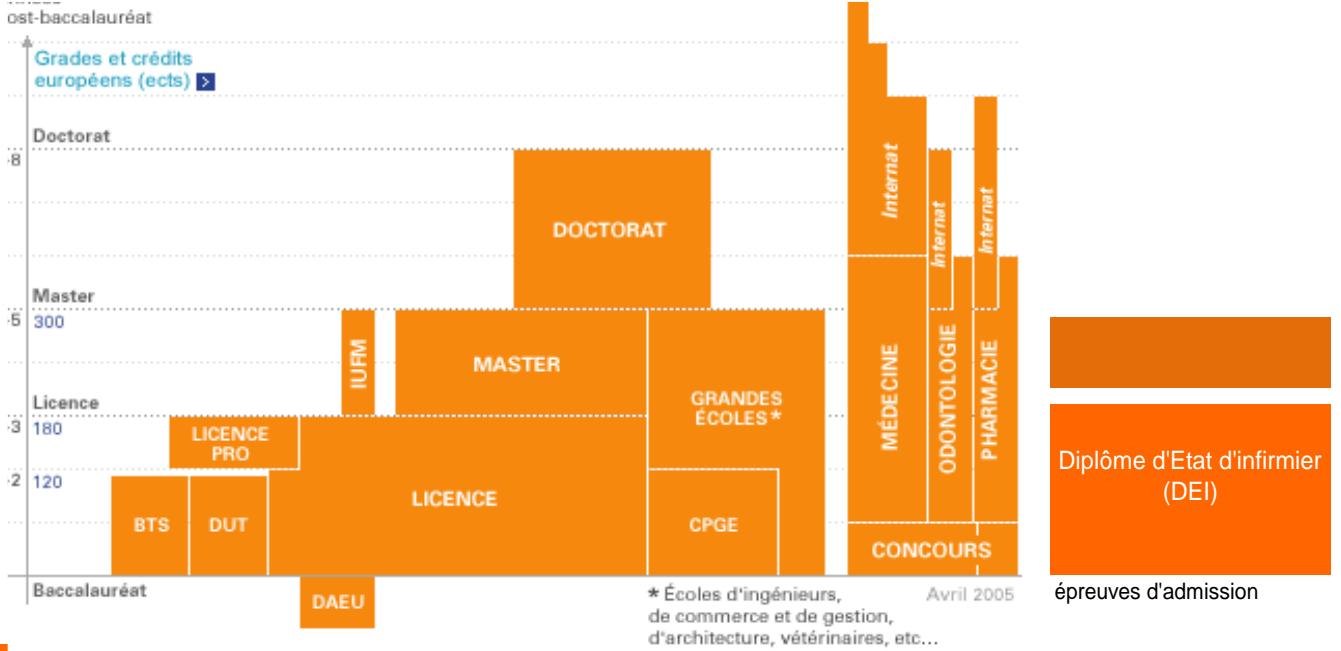 ost-baccalauréat
Grades et crédits
européens (ects)
Doctorat
-8
DOCTORAT
Internat
Internat
Internat
Master
-5 300
IUFM
MASTER
GRANDES
ÉCOLES*
MÉDECINE
ODONTOLOGIE
PHARMACIE
Licence
-3 180
LICENCE
PRO
-2 120
LICENCE
BTS
DUT
CPGE
CONCOURS
Diplôme d'Etat d'infirmier
(DEI)
Baccalauréat
DAEU
* Écoles d'ingénieurs,
de commerce et de gestion,
d'architecture, vétérinaires, etc...
Avril 2005
épreuves d'admission